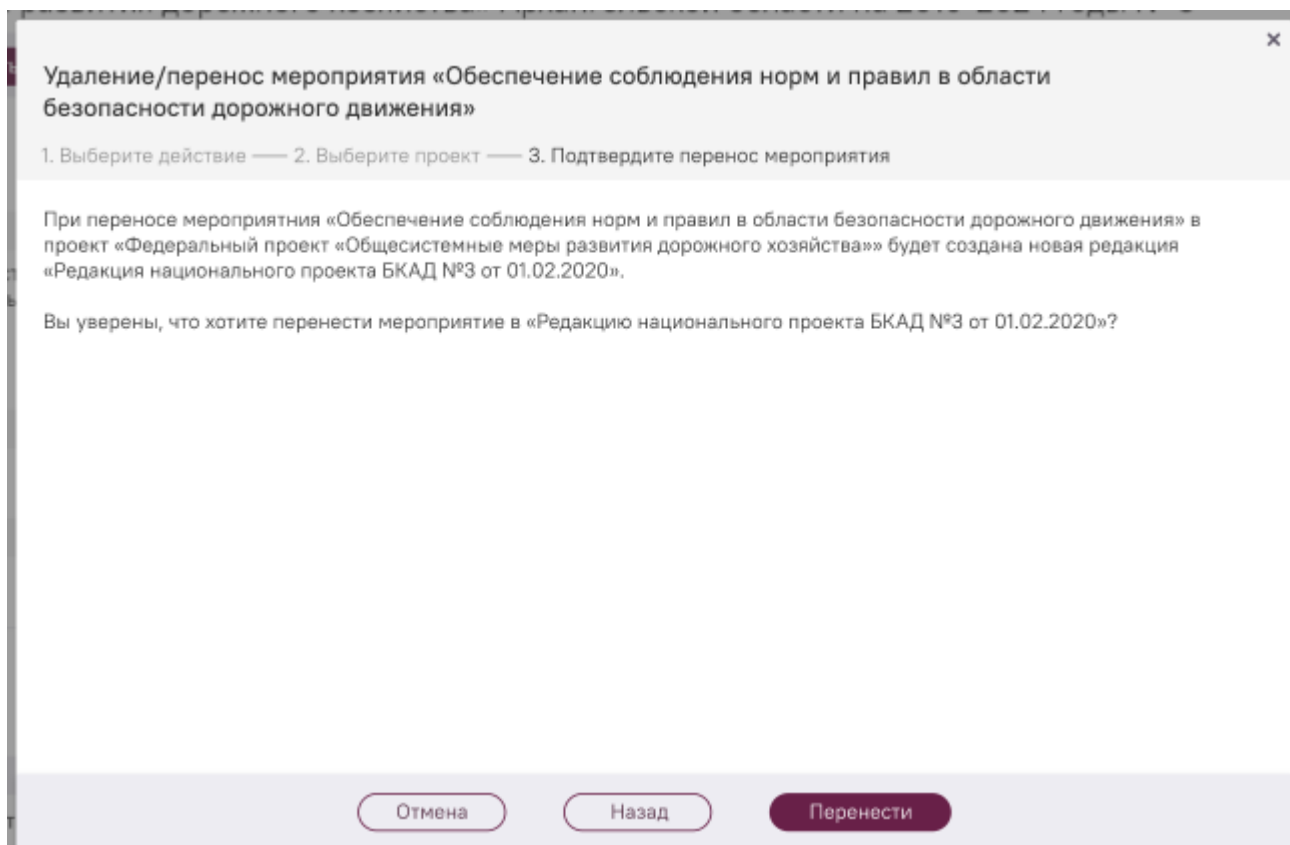 ×
Удаление/перенос мероприятия «Обеспечение соблюдения норм и правил в области
безопасности дорожного движения»
1. Выберите действие —— 2. Выберите проект —— 3. Подтвердите перенос мероприятия
При переносе мероприятния «Обеспечение соблюдения норм и правил в области безопасности дорожного движения» в
проект «Федеральный проект «Общесистемные меры развития дорожного хозяйства»» будет создана новая редакция
«Редакция национального проекта БКАД №3 от 01.02.2020».
Вы уверены, что хотите перенести мероприятие в «Редакцию национального проекта БКАД №3 от 01.02.2020»?
Отмена Назад Перенести